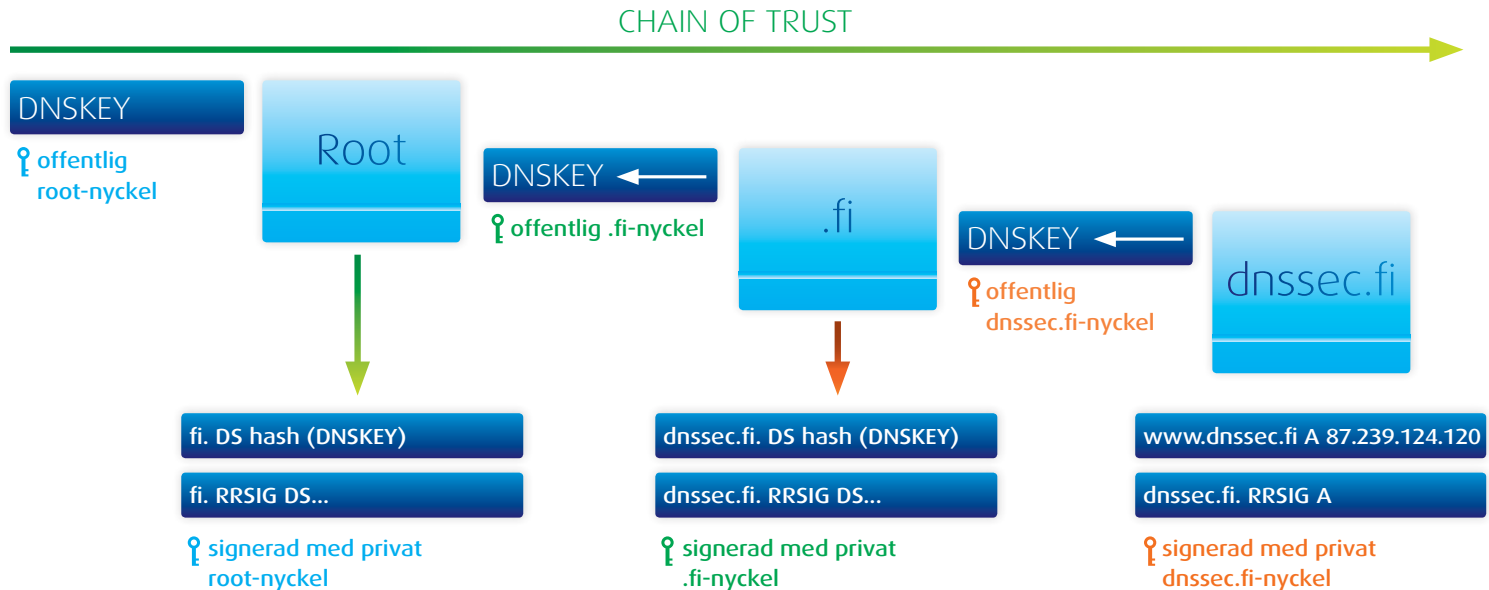 CHAIN OF TRUST
DNSKEY
offentlig
root-nyckel
Root
DNSKEY
offentlig .fi-nyckel
.fi
DNSKEY
offentlig
dnssec.fi-nyckel
dnssec.fi
fi. DS hash (DNSKEY)
fi. RRSIG DS...
signerad med privat
root-nyckel
dnssec.fi. DS hash (DNSKEY)
dnssec.fi. RRSIG DS...
signerad med privat
.fi-nyckel
www.dnssec.fi A 87.239.124.120
dnssec.fi. RRSIG A
signerad med privat
dnssec.fi-nyckel